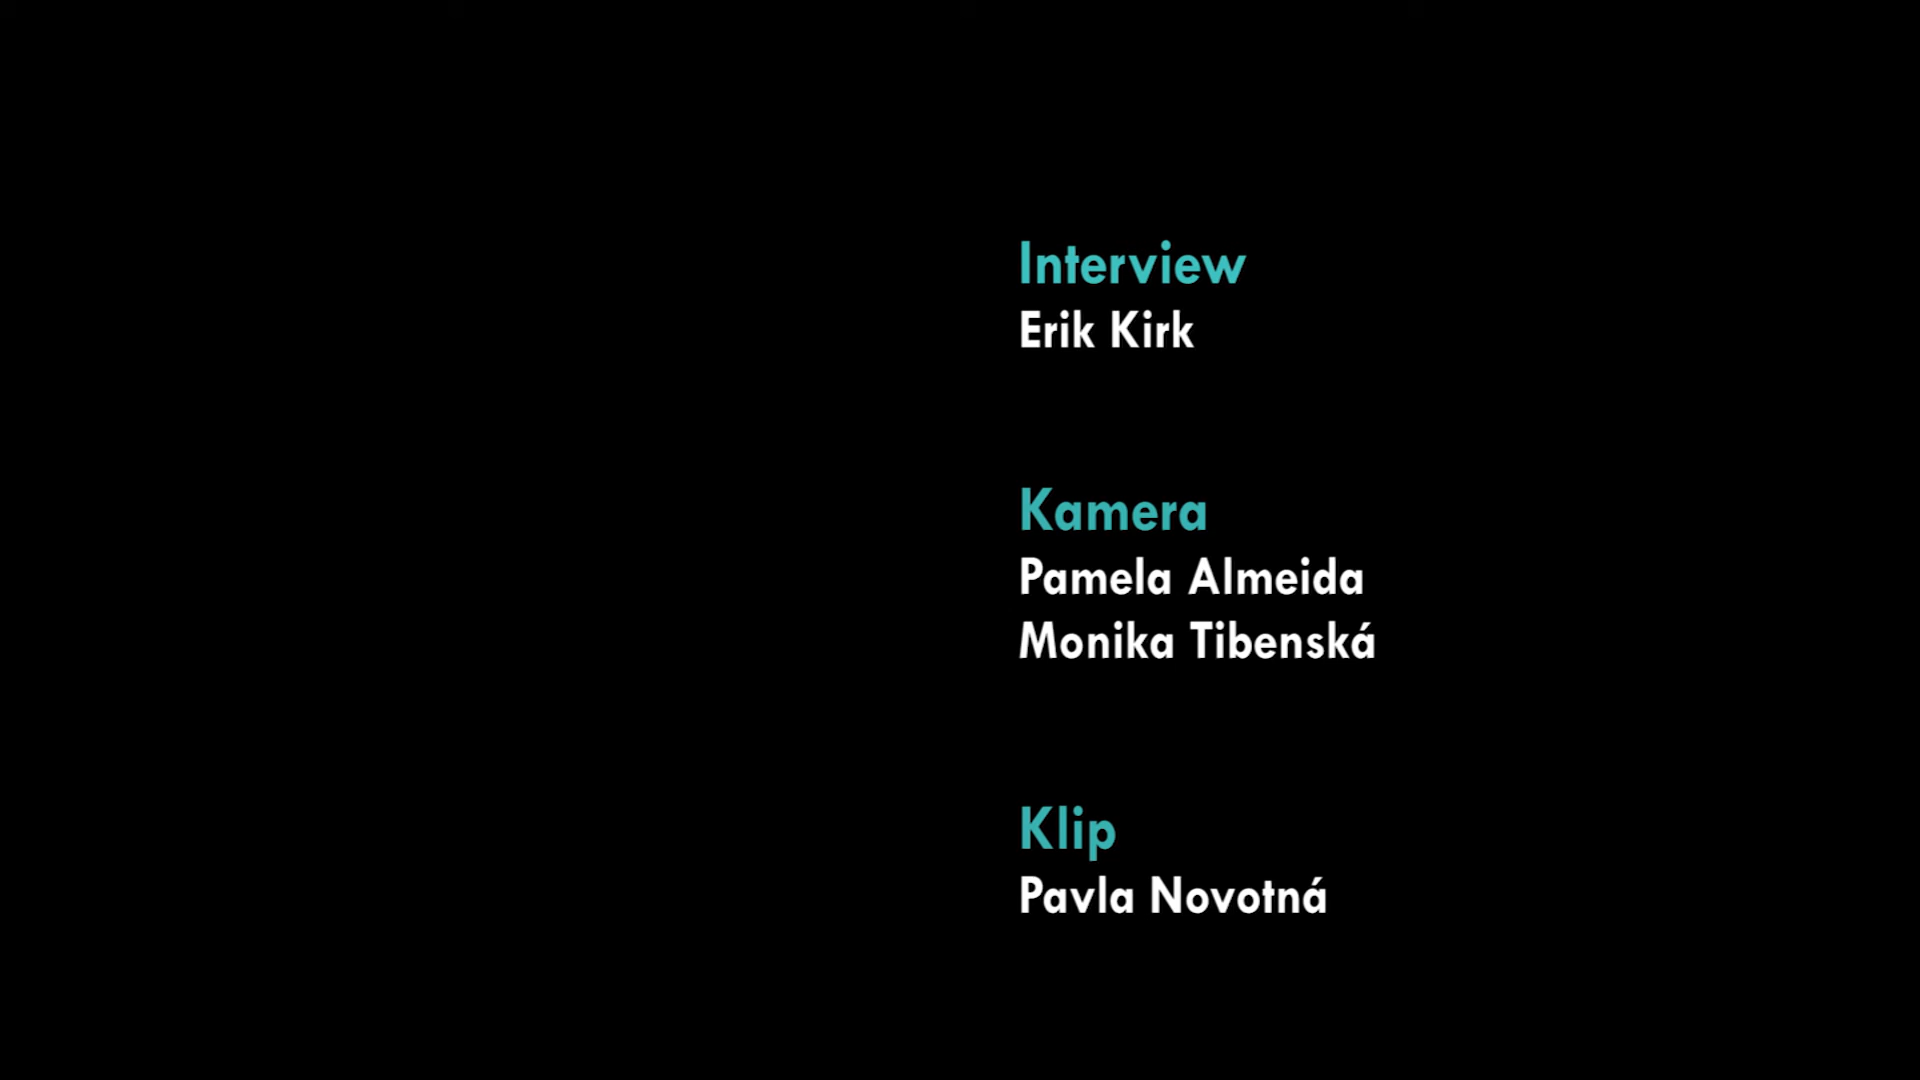 Interview
Erik Kirk
Kamera
Pamela Almeida
Monika Tibenská
Klip
Pavla Novotná